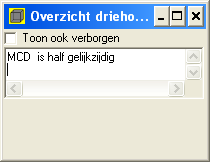 Overzicht drieho...
Toon ook verborgen
MCD is half gelijkzijdig